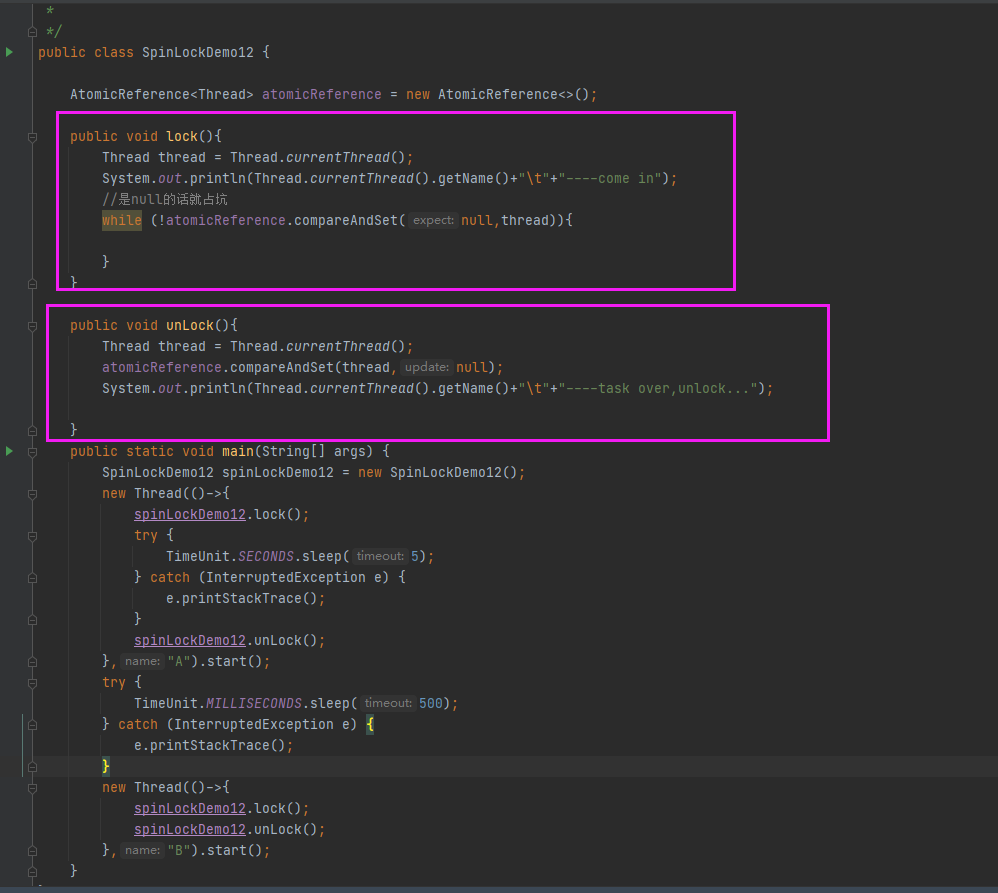 *
*/
public class SpinLockDemo12 {
AtomicReference<Thread> atomicReference = new AtomicReference<>();
public void lock(){
Thread thread = Thread.currentThread();
System.out.println(Thread.currentThread().getName()+"\t"+"----come in");
//是null的话就占坑
while (!atomicReference.compareAndSet( expect: null,thread)){
}
}
public void unLock(){
Thread thread = Thread.currentThread();
atomicReference.compareAndSet(thread, update: null);
System.out.println(Thread.currentThread().getName()+"\t"+"----task over,unlock...");
}
public static void main(String[] args) {
SpinLockDemo12 spinLockDemo12 = new SpinLockDemo12();
new Thread(()->{
spinLockDemo12.lock();
try {
TimeUnit.SECONDS.sleep( timeout: 5);
} catch (InterruptedException e) {
e.printStackTrace();
}
spinLockDemo12.unLock();
}, name: "A").start();
try {
TimeUnit.MILLISECONDS.sleep( timeout: 500);
} catch (InterruptedException e) {
e.printStackTrace();
}
new Thread(()->{
spinLockDemo12.lock();
spinLockDemo12.unLock();
}, name: "B").start();
}